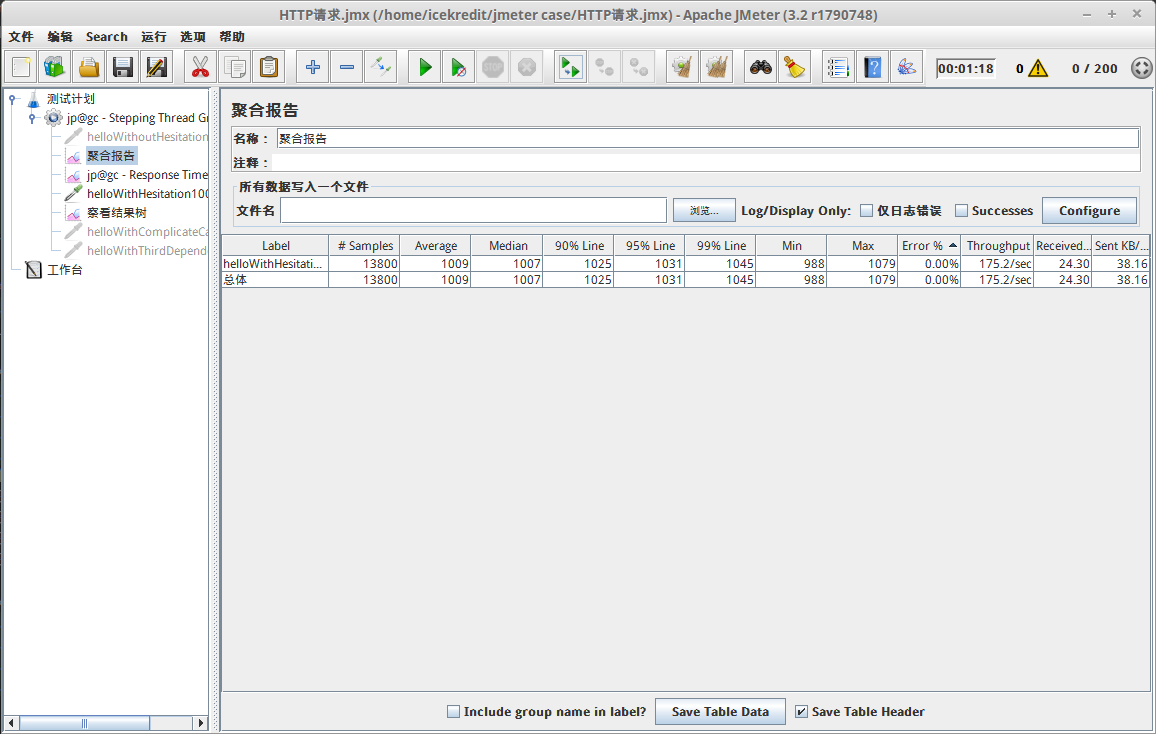 HTTP请求.jmx (/home/icekredit/jmeter case/HTTP请求.jmx) - Apache JMeter (3.2 r1790748)
文件 编辑 Search 运行 选项 帮助
STOP 00:01:18 0 0 / 200
测试计划
jp@gc - Stepping Thread Gr
helloWithoutHesitation
聚合报告
jp@gc - Response Time
helloWithHesitation100
察看结果树
helloWithComplicateCa
helloWithThirdDepend
工作台
聚合报告
名称： 聚合报告
注释：
所有数据写入一个文件
文件名 浏览... Log/Display Only: 仅日志错误 Successes Configure
Label # Samples Average Median 90% Line 95% Line 99% Line Min Max Error % Throughput Received... Sent KB/...
helloWithHesitati... 13800 1009 1007 1025 1031 1045 988 1079 0.00% 175.2/sec 24.30 38.16
总体 13800 1009 1007 1025 1031 1045 988 1079 0.00% 175.2/sec 24.30 38.16
Include group name in label? Save Table Data Save Table Header